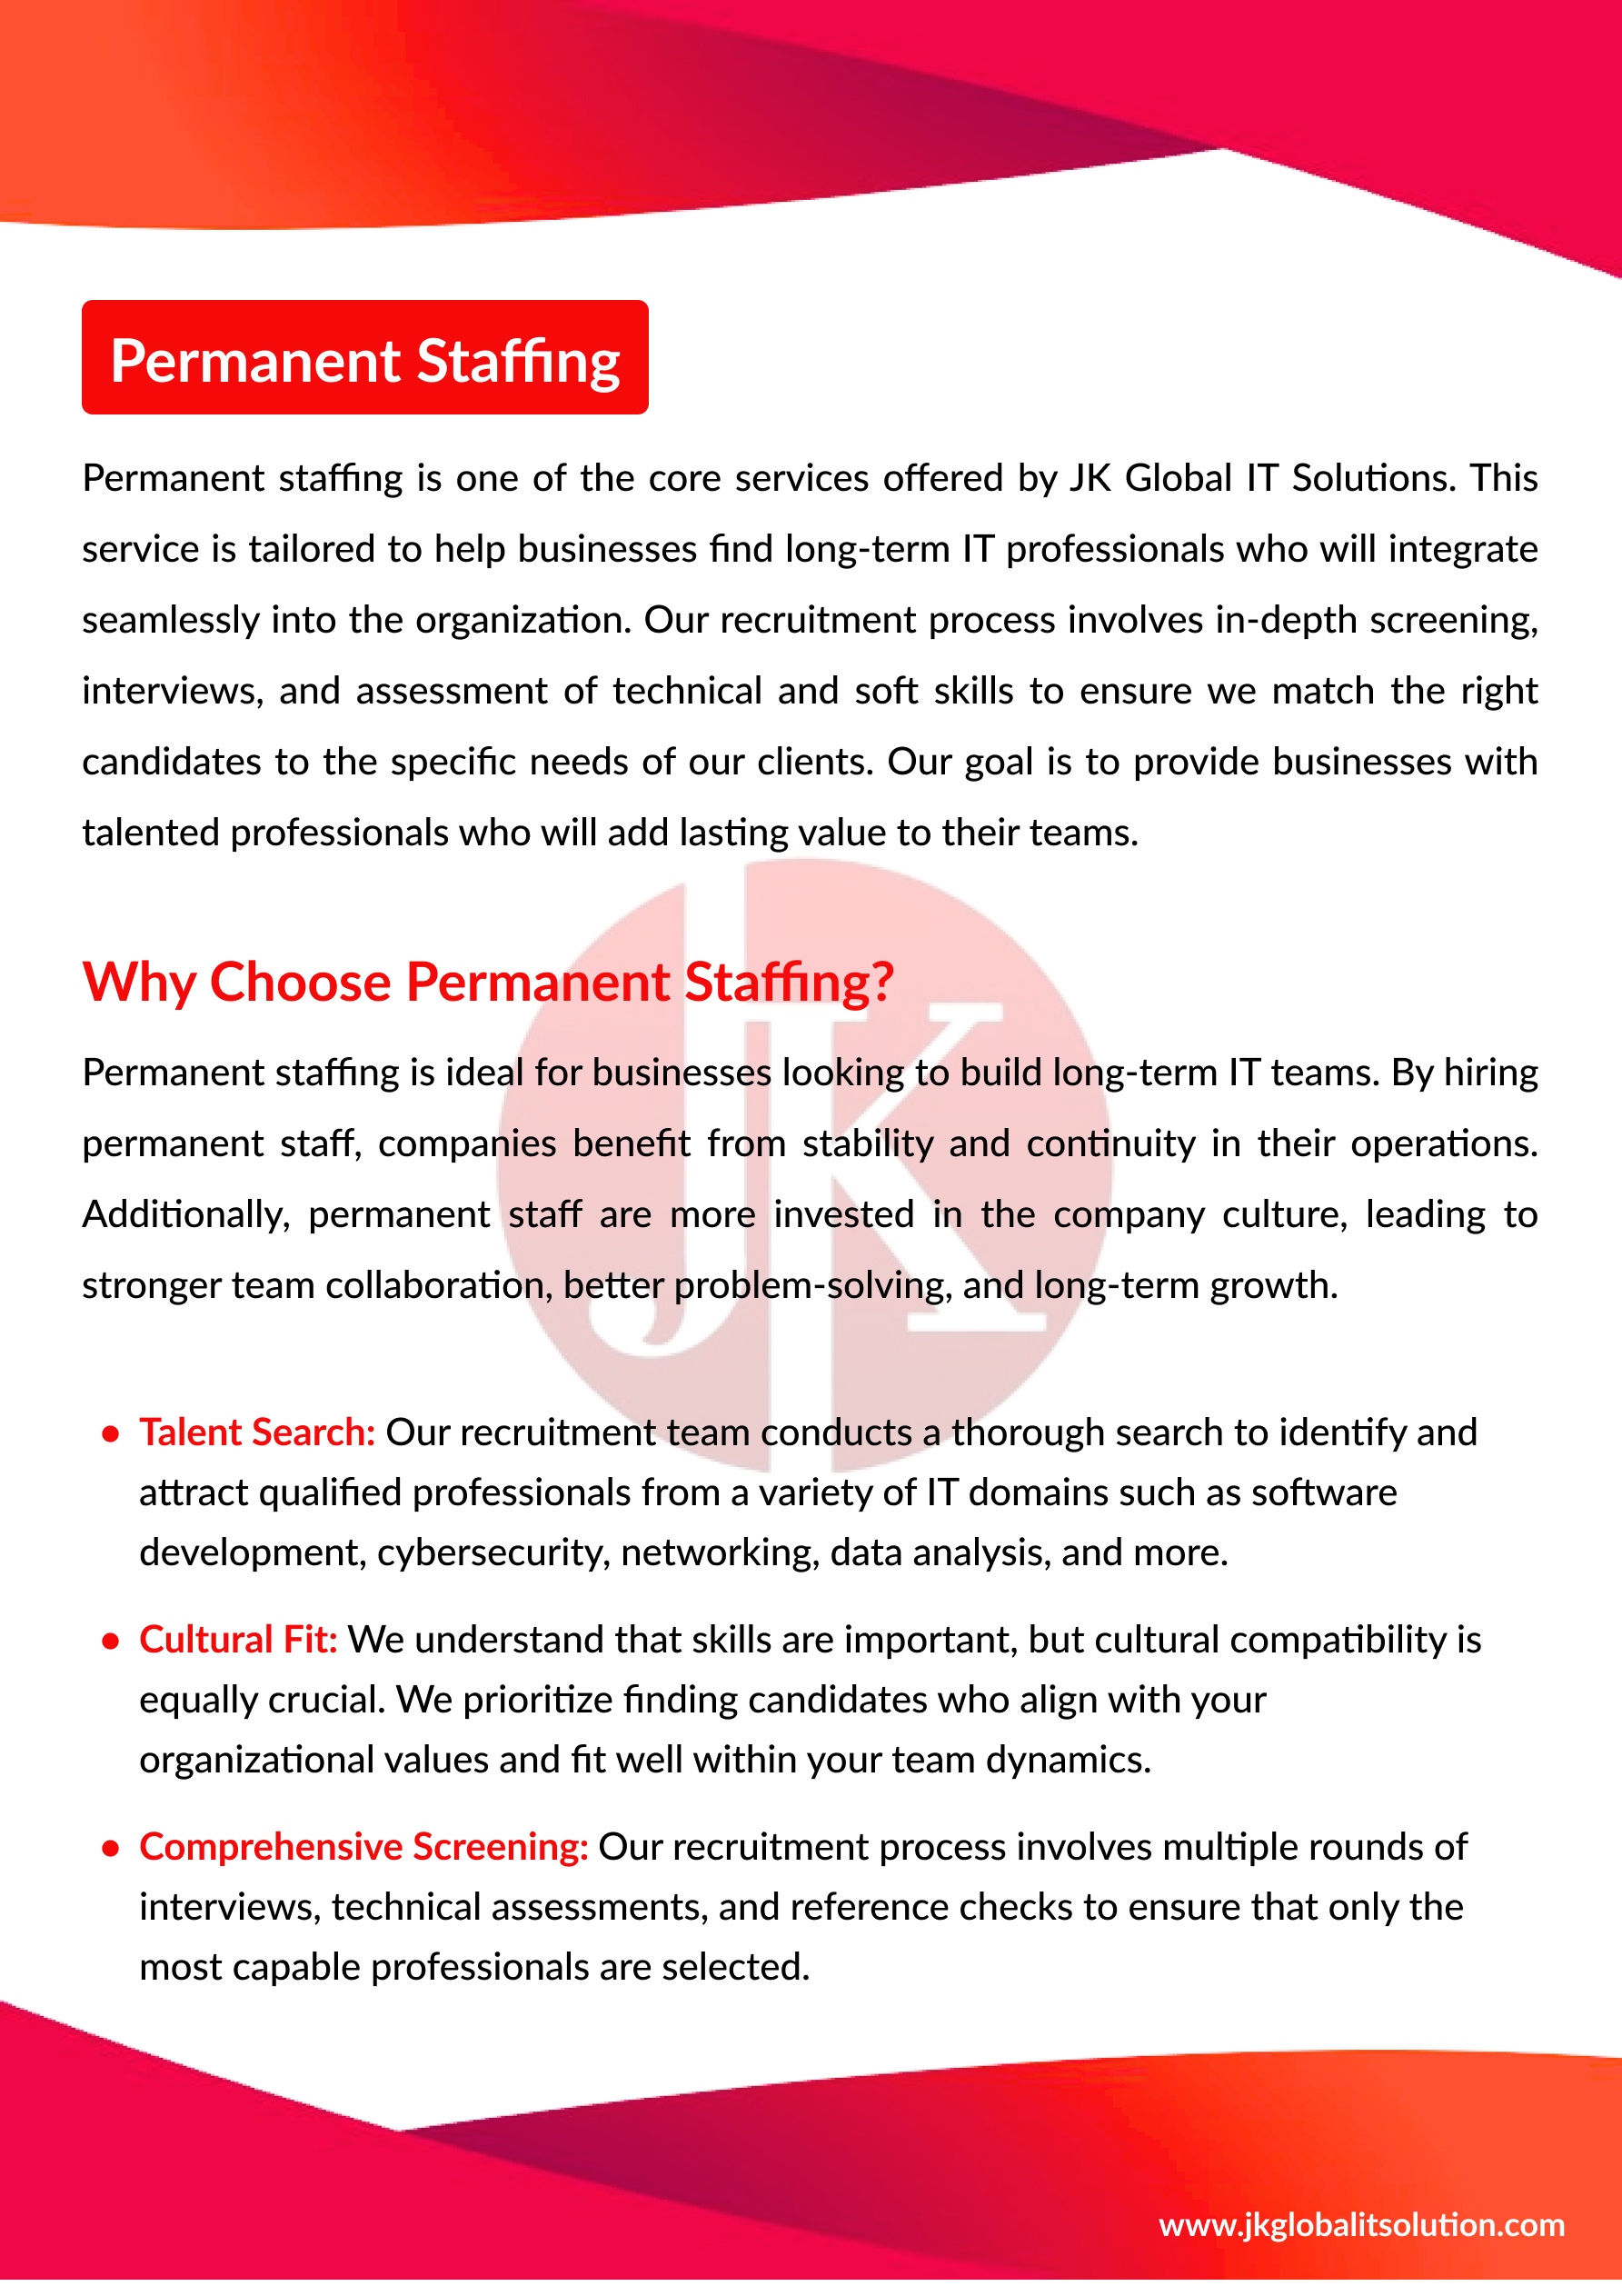 Permanent Staffing
Permanent staffing is one of the core services offered by JK Global IT Solutions. This
service is tailored to help businesses find long-term IT professionals who will integrate
seamlessly into the organization. Our recruitment process involves in-depth screening,
interviews, and assessment of technical and soft skills to ensure we match the right
candidates to the specific needs of our clients. Our goal is to provide businesses with
talented professionals who will add lasting value to their teams.
JK
Why Choose Permanent Staffing?
Permanent staffing is ideal for businesses looking to build long-term IT teams. By hiring
permanent staff, companies benefit from stability and continuity in their operations.
Additionally, permanent staff are more invested in the company culture, leading to
stronger team collaboration, better problem-solving, and long-term growth.
• Talent Search: Our recruitment team conducts a thorough search to identify and
attract qualified professionals from a variety of IT domains such as software
development, cybersecurity, networking, data analysis, and more.
• Cultural Fit: We understand that skills are important, but cultural compatibility is
equally crucial. We prioritize finding candidates who align with your
organizational values and fit well within your team dynamics.
• Comprehensive Screening: Our recruitment process involves multiple rounds of
interviews, technical assessments, and reference checks to ensure that only the
most capable professionals are selected.
www.jkglobalitsolution.com